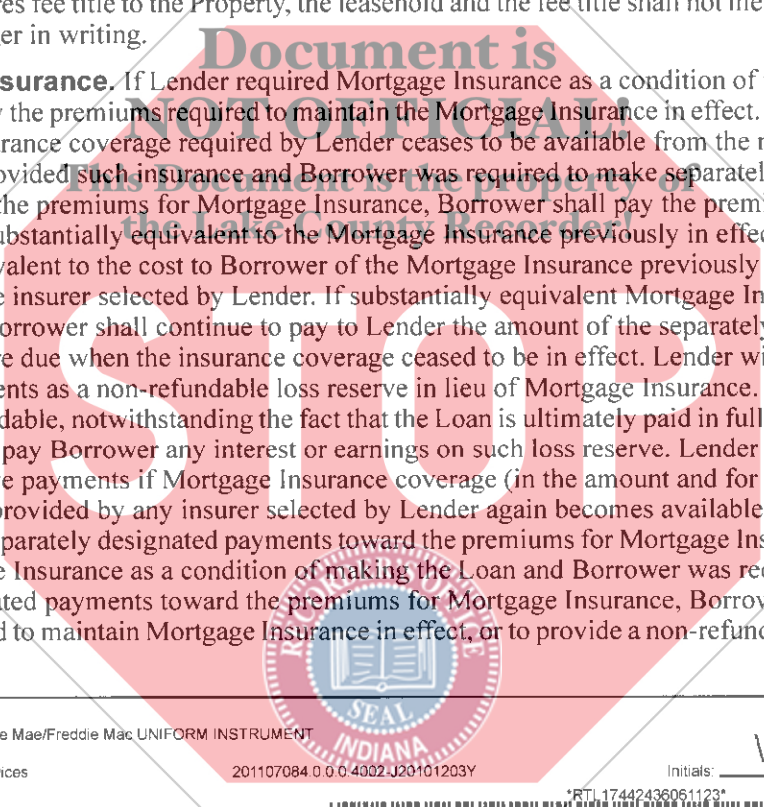 res fee title to the Property, the leasehold and the fee title shall not me
er in writing.
Document is
surance. If Lender required Mortgage Insurance as a condition of
y the premiums required to maintain the Mortgage Insurance in effect.
NOT OFFICIAL!
rance coverage required by Lender ceases to be available from the
ovided such insurance and Borrower was required to make separatel
This Document is the property of
the premiums for Mortgage Insurance, Borrower shall pay the premi
the Lake County Recorder!
ubstantially equivalent to the Mortgage Insurance previously in effec
valent to the cost to Borrower of the Mortgage Insurance previously
e insurer selected by Lender. If substantially equivalent Mortgage In
orrower shall continue to pay to Lender the amount of the separately
re due when the insurance coverage ceased to be in effect. Lender wi
ents as a non-refundable loss reserve in lieu of Mortgage Insurance.
dable, notwithstanding the fact that the Loan is ultimately paid in full
pay Borrower any interest or earnings on such loss reserve. Lender
e payments if Mortgage Insurance coverage (in the amount and for
provided by any insurer selected by Lender again becomes available
parately designated payments toward the premiums for Mortgage Ins
e Insurance as a condition of making the Loan and Borrower was req
ated payments toward the premiums for Mortgage Insurance, Borrow
d to maintain Mortgage Insurance in effect, or to provide a non-refund
STOP
SEAL
INDIANA
e Mae/Freddie Mac UNIFORM INSTRUMENT
ices 201107084.0.0.0.4002-J20101203Y Initials:
*RTL17442436061123*